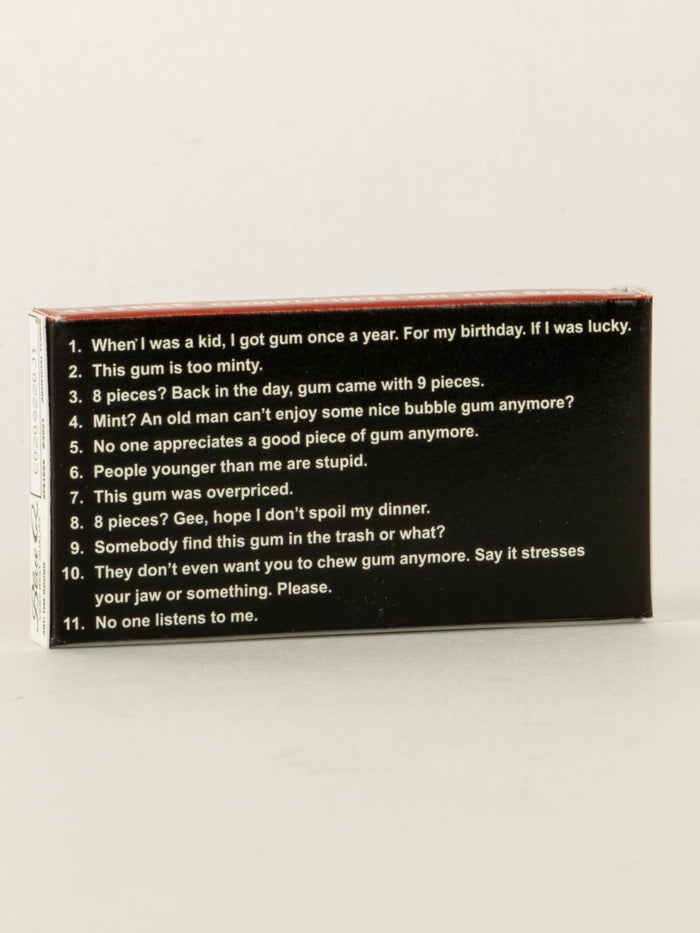 1. When I was a kid, I got gum once a year. For my birthday. If I was lucky.
2. This gum is too minty.
3. 8 pieces? Back in the day, gum came with 9 pieces.
4. Mint? An old man can't enjoy some nice bubble gum anymore?
5. No one appreciates a good piece of gum anymore.
6. People younger than me are stupid.
7. This gum was overpriced.
8. 8 pieces? Gee, hope I don't spoil my dinner.
9. Somebody find this gum in the trash or what?
10. They don't even want you to chew gum anymore. Say it stresses
your jaw or something. Please.
11. No one listens to me.